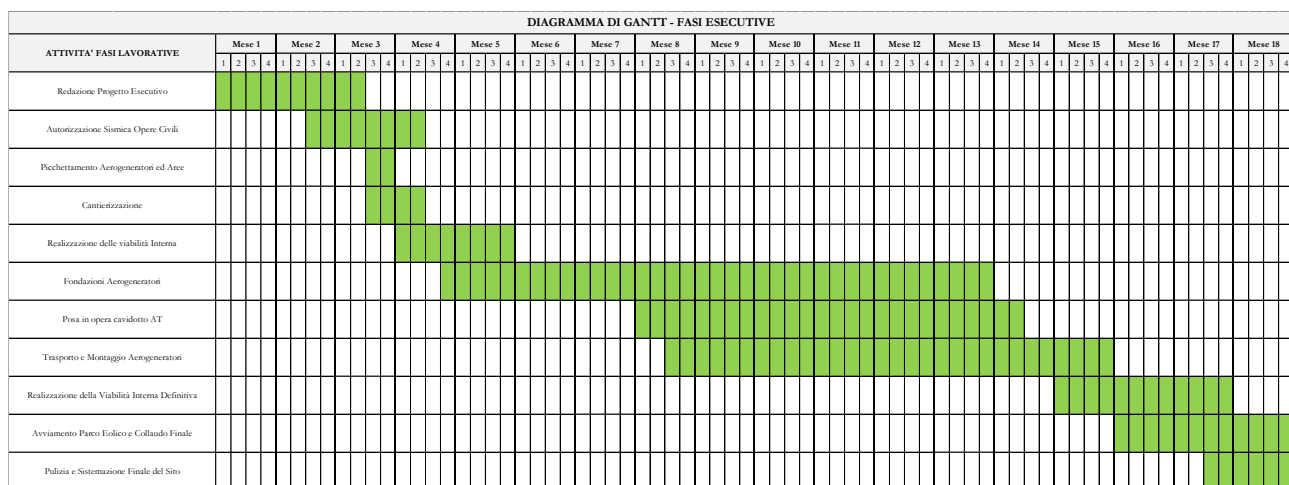 DIAGRAMMA DI GANTT - FASI ESECUTIVE
ATTIVITA' FASI LAVORATIVE Mese 1 Mese 2 Mese 3 Mese 4 Mese 5 Mese 6 Mese 7 Mese 8 Mese 9 Mese 10 Mese 11 Mese 12 Mese 13 Mese 14 Mese 15 Mese 16 Mese 17 Mese 18
1 2 3 4 1 2 3 4 1 2 3 4 1 2 3 4 1 2 3 4 1 2 3 4 1 2 3 4 1 2 3 4 1 2 3 4 1 2 3 4 1 2 3 4 1 2 3 4 1 2 3 4 1 2 3 4 1 2 3 4 1 2 3 4 1 2 3 4 1 2 3 4
Redazione Progetto Esecutivo
Autorizzazione Sismica Opere Civili
Picchettamento Aerogeneratori ed Aree
Cantierizzazione
Realizzazione delle viabilità Interna
Fondazioni Aerogeneratori
Posa in opera cavidotto AT
Trasporto e Montaggio Aerogeneratori
Realizzazione della Viabilità Interna Definitiva
Avviamento Parco Eolico e Collaudo Finale
Pulizia e Sistemazione Finale del Sito